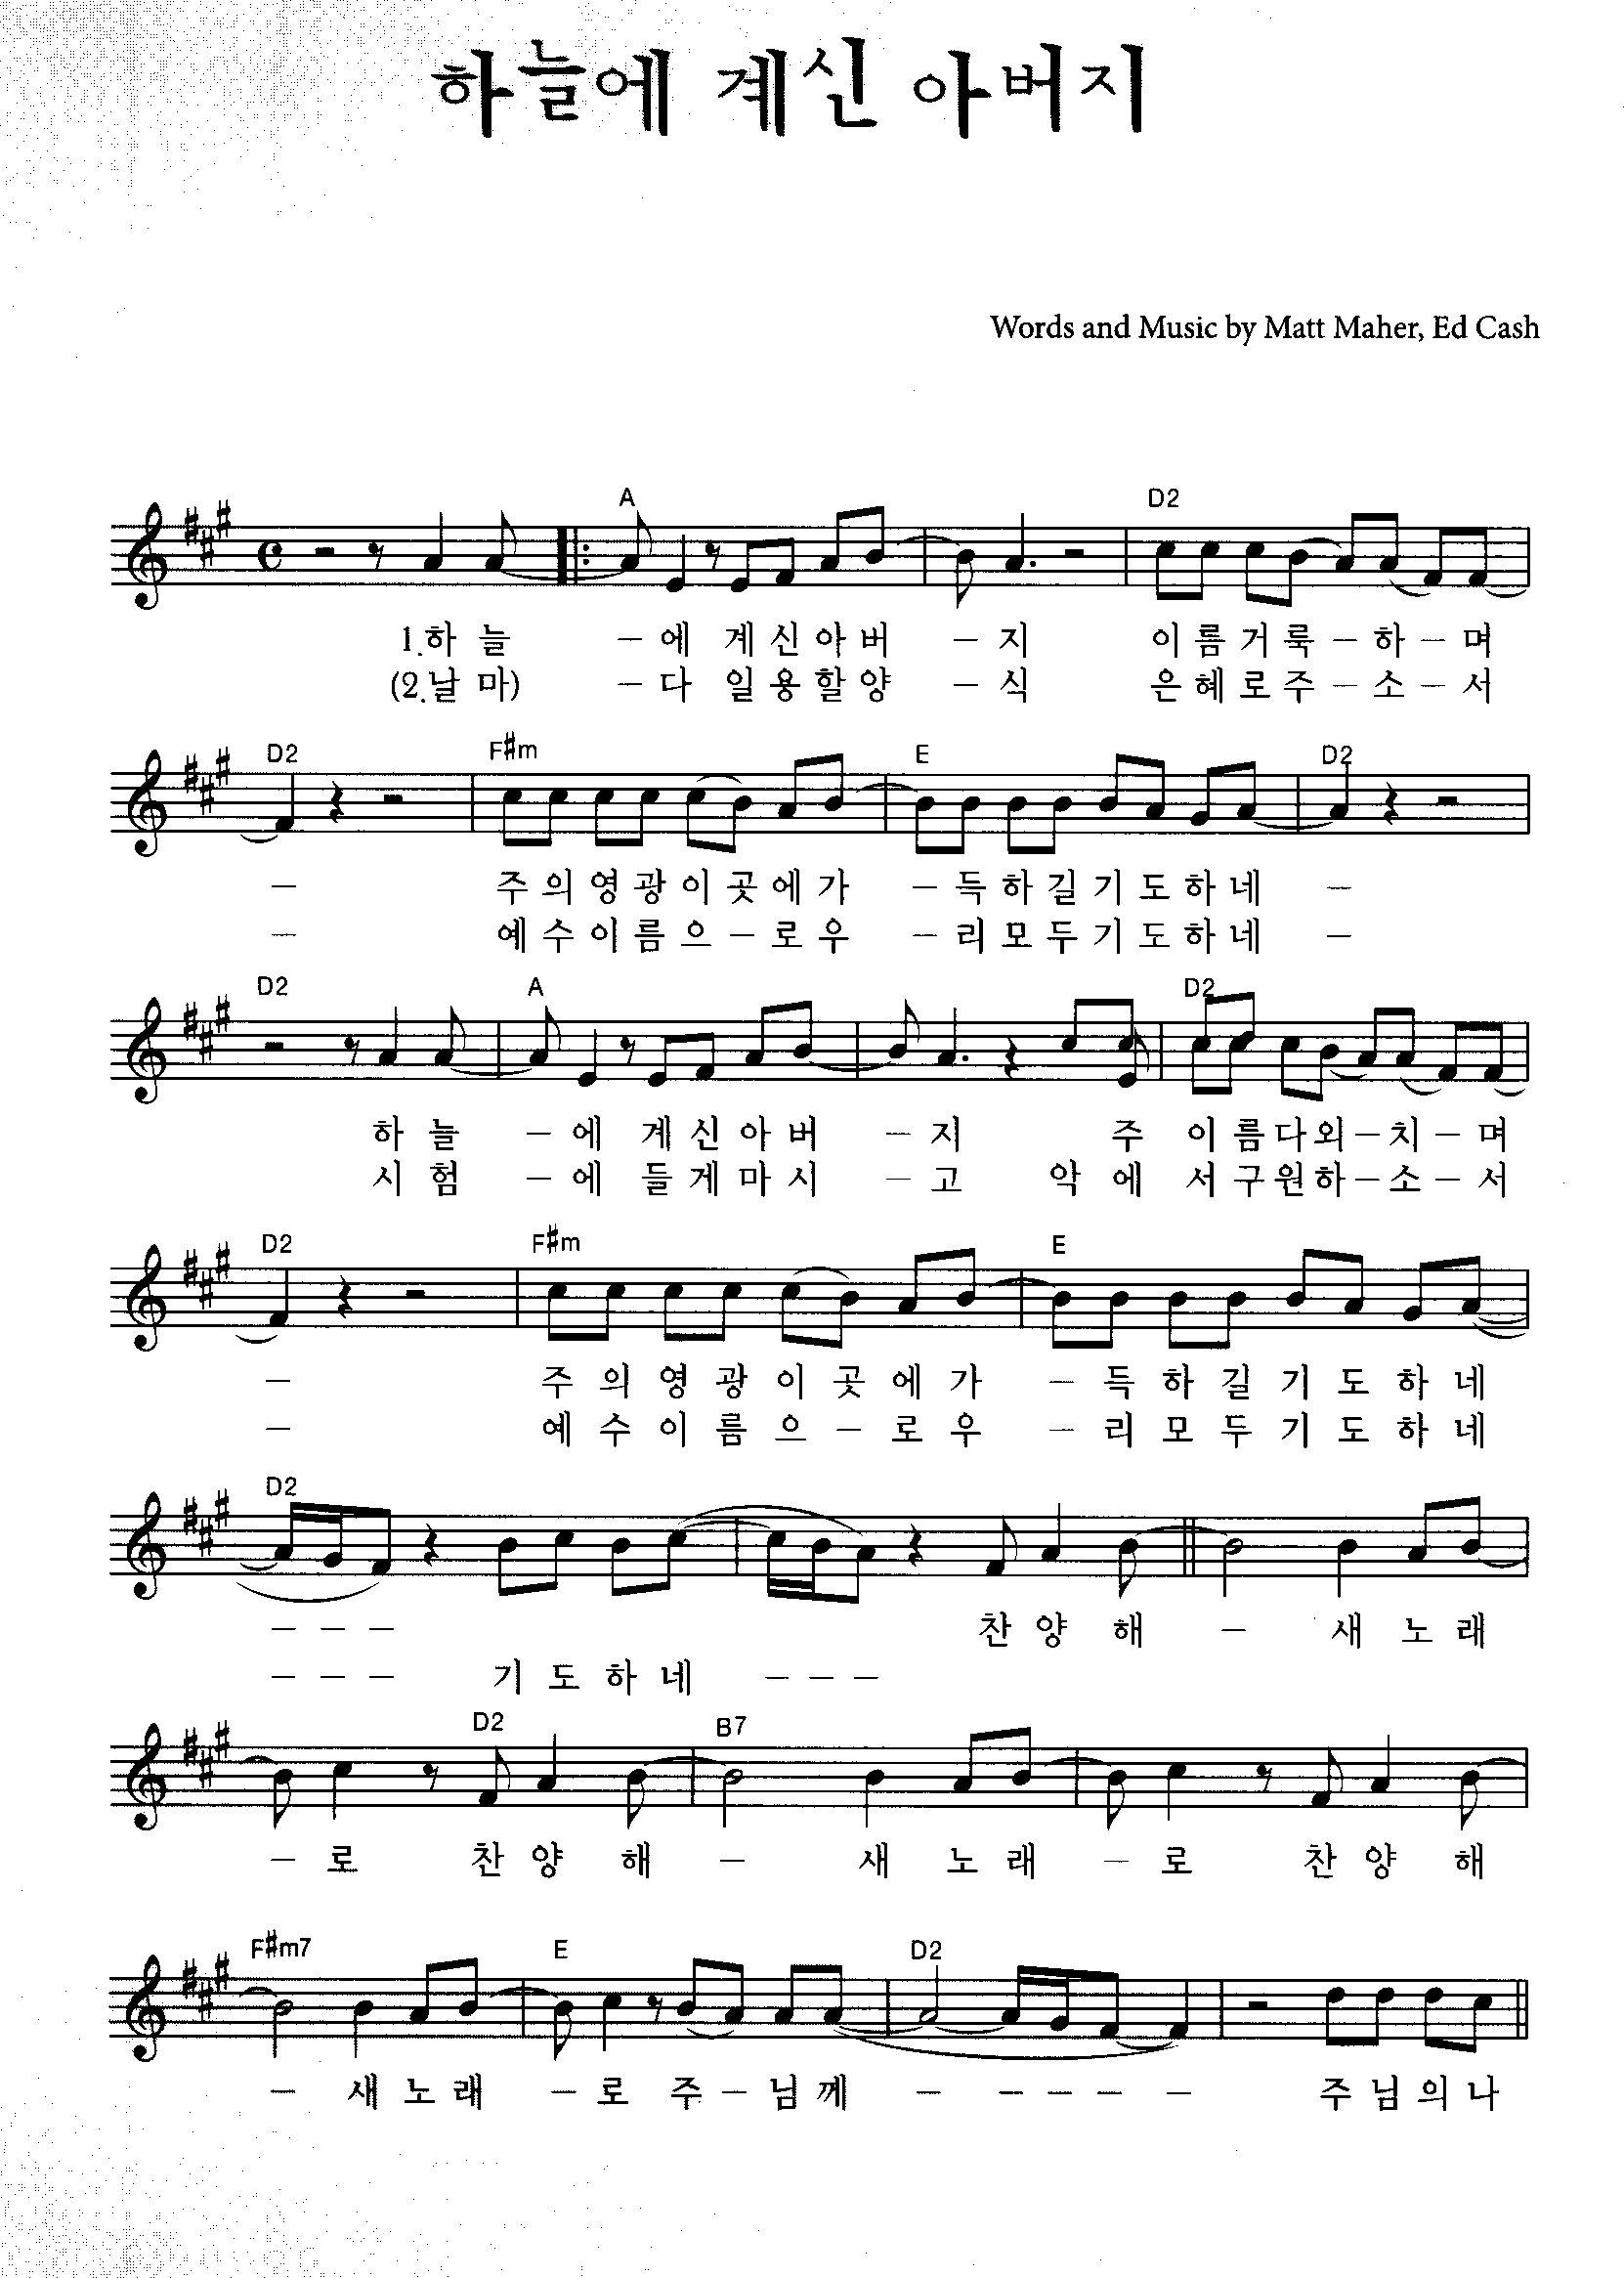 하늘에 계신 아버지
Words and Music by Matt Maher, Ed Cash
A D2
1.하 늘 － 에 계 신 아 버 － 지 이 름 거 룩 － 하 － 며
(2.날 마) － 다 일 용 할 양 － 식 은 혜 로 주 － 소 － 서
D2 F#m E D2
－ 주 의 영 광 이 곳 에 가 － 득 하 길 기 도 하 네 －
－ 예 수 이 름 으 － 로 우 － 리 모 두 기 도 하 네 －
D2 A D2
하 늘 － 에 계 신 아 버 － 지 주 이 름 다 외 － 치 － 며
시 험 － 에 들 게 마 시 － 고 악 에 서 구 원 하 － 소 － 서
D2 F#m E
－ 주 의 영 광 이 곳 에 가 － 득 하 길 기 도 하 네
－ 예 수 이 름 으 － 로 우 － 리 모 두 기 도 하 네
D2
－ － － 찬 양 해 － 새 노 래
－ － － 기 도 하 네 － － －
D2 B7
－ 로 찬 양 해 － 새 노 래 － 로 찬 양 해
F#m7 E D2
－ 새 노 래 － 로 주 － 님 께 － － － － － 주 님 의 나